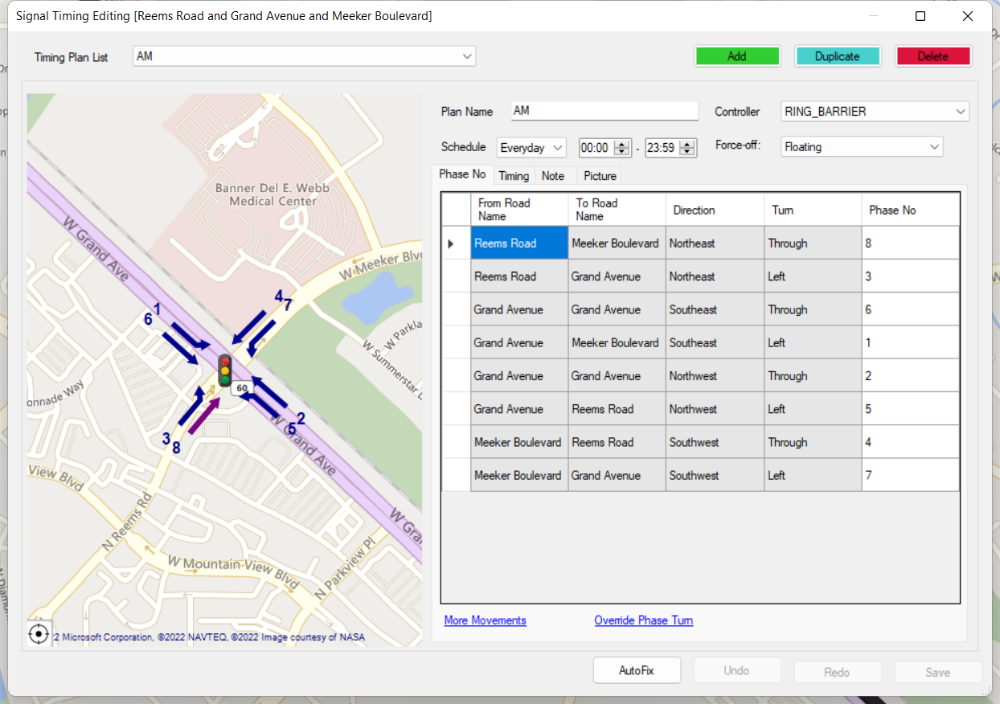 Signal Timing Editing [Reems Road and Grand Avenue and Meeker Boulevard]
Timing Plan List AM Add Duplicate Delete
Plan Name AM Controller RING_BARRIER
Schedule Everyday 00:00 - 23:59 Force-off: Floating
Phase No Timing Note Picture
From Road Name To Road Name Direction Turn Phase No
Reems Road Meeker Boulevard Northeast Through 8
Reems Road Grand Avenue Northeast Left 3
Grand Avenue Grand Avenue Southeast Through 6
Grand Avenue Meeker Boulevard Southeast Left 1
Grand Avenue Grand Avenue Northwest Through 2
Grand Avenue Reems Road Northwest Left 5
Meeker Boulevard Reems Road Southwest Through 4
Meeker Boulevard Grand Avenue Southwest Left 7
More Movements Override Phase Turn
Banner Del E. Webb
Medical Center
W Grand Ave
W Meeker Blvd
4
7
1
6
W Parkla
W Summerstar
60
onnade Way
2
5
3
8
W Grand Ave
View Blvd
N Reems Rd
W Gra
W Mountain View Blvd
N Parkview Pl
2 Microsoft Corporation, ©2022 NAVTEQ, ©2022 Image courtesy of NASA
AutoFix Undo Redo Save